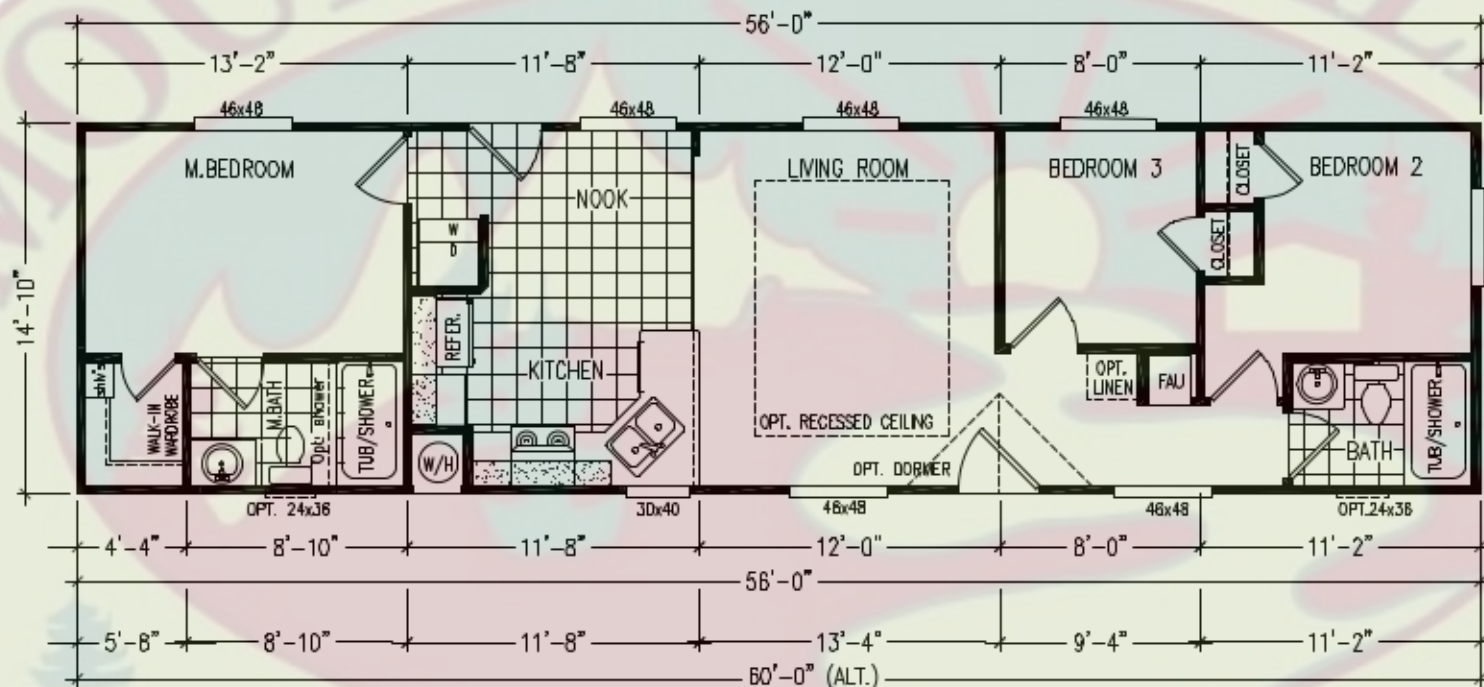 56'-0"
13'-2" 11'-8" 12'-0" 8'-0" 11'-2"
46x48 46x48 46x48 46x48
M.BEDROOM
NOOK
LIVING ROOM
BEDROOM 3
CLOSET
BEDROOM 2
W
D
CLOSET
14'-10"
REFER.
KITCHEN
shlv's
WALK-IN
WARDROBE
M.BATH
Opt. Shower
TUB/SHOWER
W/H
OPT. RECESSED CEILING
OPT. DORMER
OPT.
LINEN
FAU
BATH
TUB/SHOWER
OPT. 24x36 30x40 46x48 46x48 OPT.24x36
4'-4" 8'-10" 11'-8" 12'-0" 8'-0" 11'-2"
56'-0"
5'-8" 8'-10" 11'-8" 13'-4" 9'-4" 11'-2"
60'-0" (ALT.)